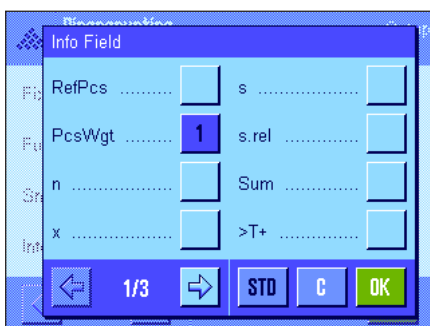 Info Field
RefPcs ..........
PcsWgt ........ 1
n ..................
x ..................
s ..................
s.rel ..............
Sum ..............
>T+ ..............
1/3
STD C OK